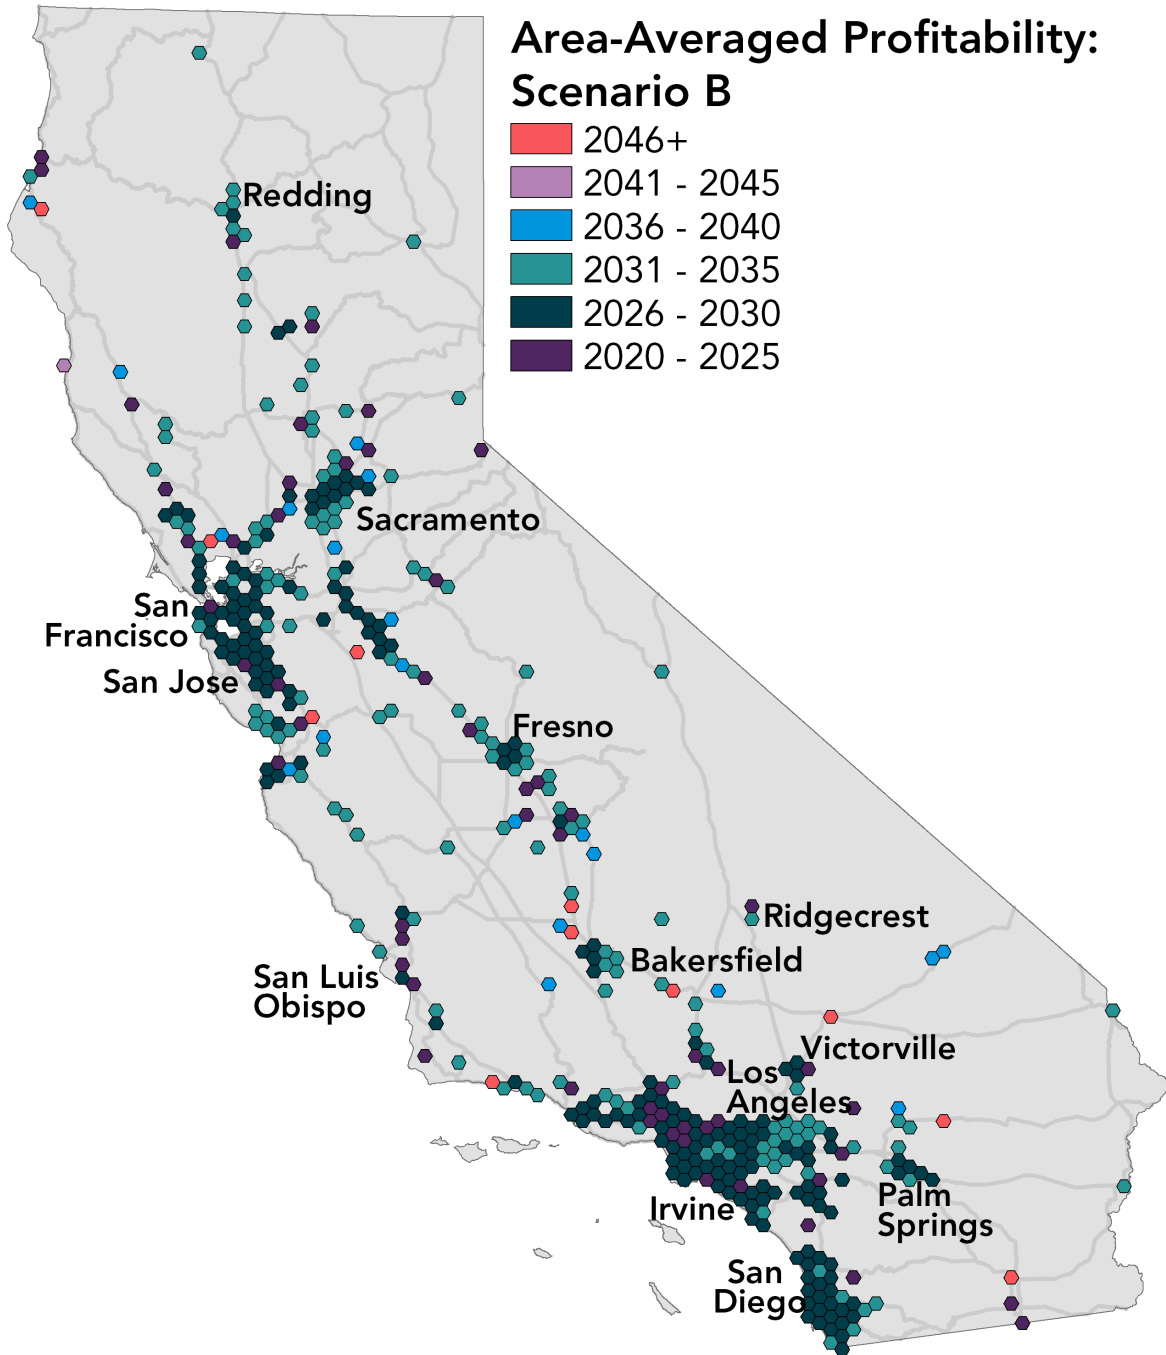 Area-Averaged Profitability:
Scenario B
2046+
2041 - 2045
2036 - 2040
2031 - 2035
2026 - 2030
2020 - 2025
Redding
Sacramento
San
Francisco
San Jose
Fresno
Ridgecrest
Bakersfield
San Luis
Obispo
Victorville
Los
Angeles
Irvine
Palm
Springs
San
Diego